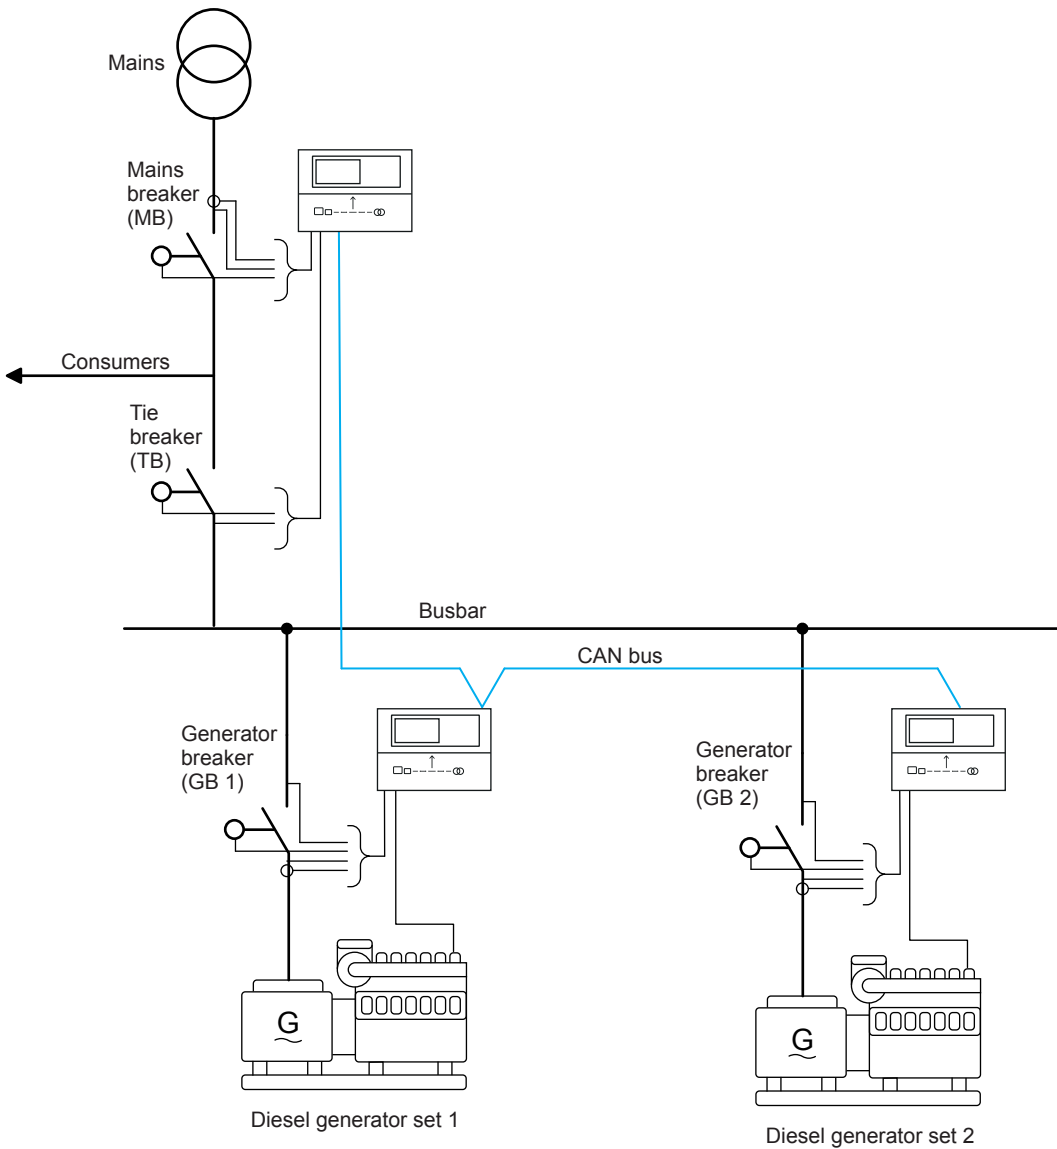 Mains
Mains
breaker
(MB)
Consumers
Tie
breaker
(TB)
Busbar
CAN bus
Generator
breaker
(GB 1)
Generator
breaker
(GB 2)
G
G
Diesel generator set 1
Diesel generator set 2